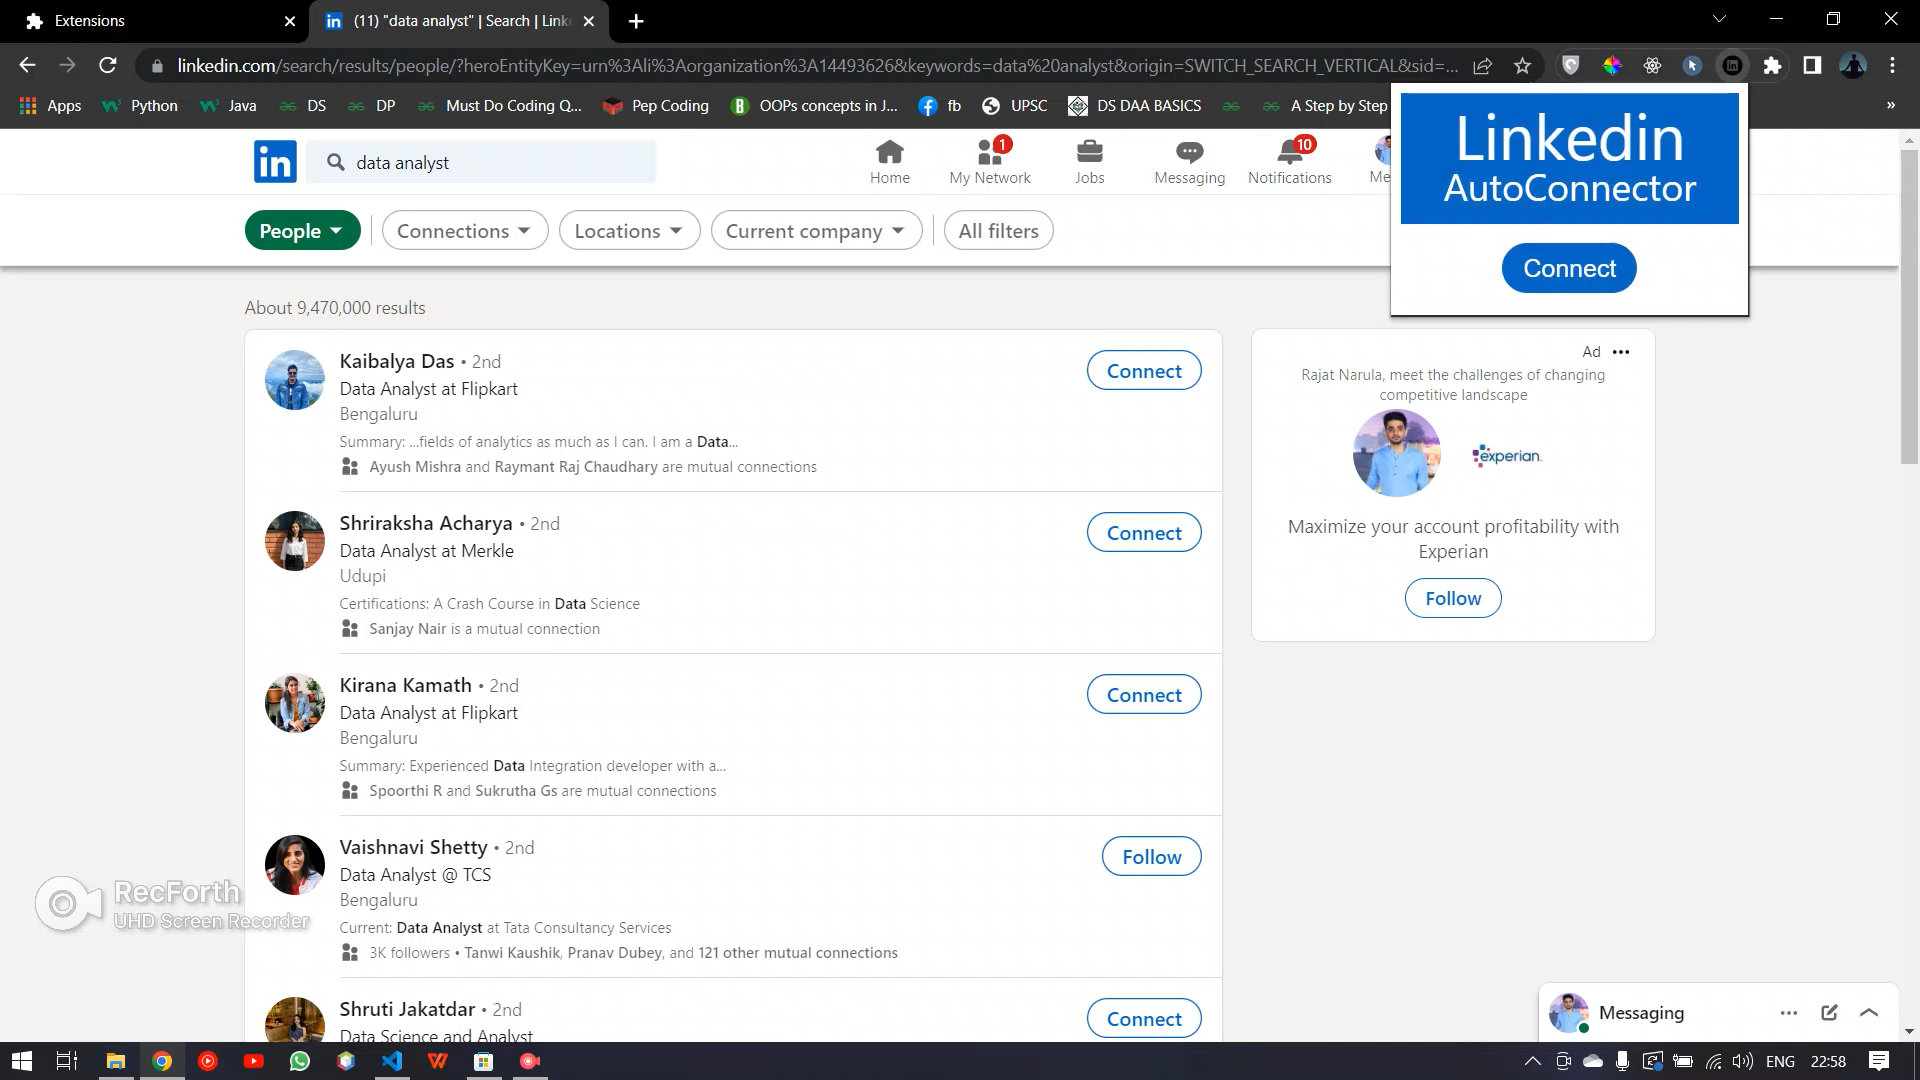 Extensions
(11) "data analyst" | Search | Link
linkedin.com/search/results/people/?heroEntityKey=urn%3Ali%3Aorganization%3A14493626&keywords=data%20analyst&origin=SWITCH_SEARCH_VERTICAL&sid=...
Apps
Python
Java
DS
DP
Must Do Coding Q...
Pep Coding
OOPs concepts in J...
fb
UPSC
DS DAA BASICS
A Step by Step
»
in
data analyst
Home
1
My Network
Jobs
Messaging
10
Notifications
Me
Linkedin
AutoConnector
Connect
People
Connections
Locations
Current company
All filters
About 9,470,000 results
Kaibalya Das • 2nd
Data Analyst at Flipkart
Bengaluru
Summary: ...fields of analytics as much as I can. I am a Data...
Ayush Mishra and Raymant Raj Chaudhary are mutual connections
Connect
Shriraksha Acharya • 2nd
Data Analyst at Merkle
Udupi
Certifications: A Crash Course in Data Science
Sanjay Nair is a mutual connection
Connect
Kirana Kamath • 2nd
Data Analyst at Flipkart
Bengaluru
Summary: Experienced Data Integration developer with a...
Spoorthi R and Sukrutha Gs are mutual connections
Connect
Vaishnavi Shetty • 2nd
Data Analyst @ TCS
Bengaluru
Current: Data Analyst at Tata Consultancy Services
3K followers • Tanwi Kaushik, Pranav Dubey, and 121 other mutual connections
Follow
Shruti Jakatdar • 2nd
Data Science and Analyst
Connect
Ad
Rajat Narula, meet the challenges of changing
competitive landscape
experian.
Maximize your account profitability with
Experian
Follow
RecForth
UHD Screen Recorder
Messaging
ENG
22:58